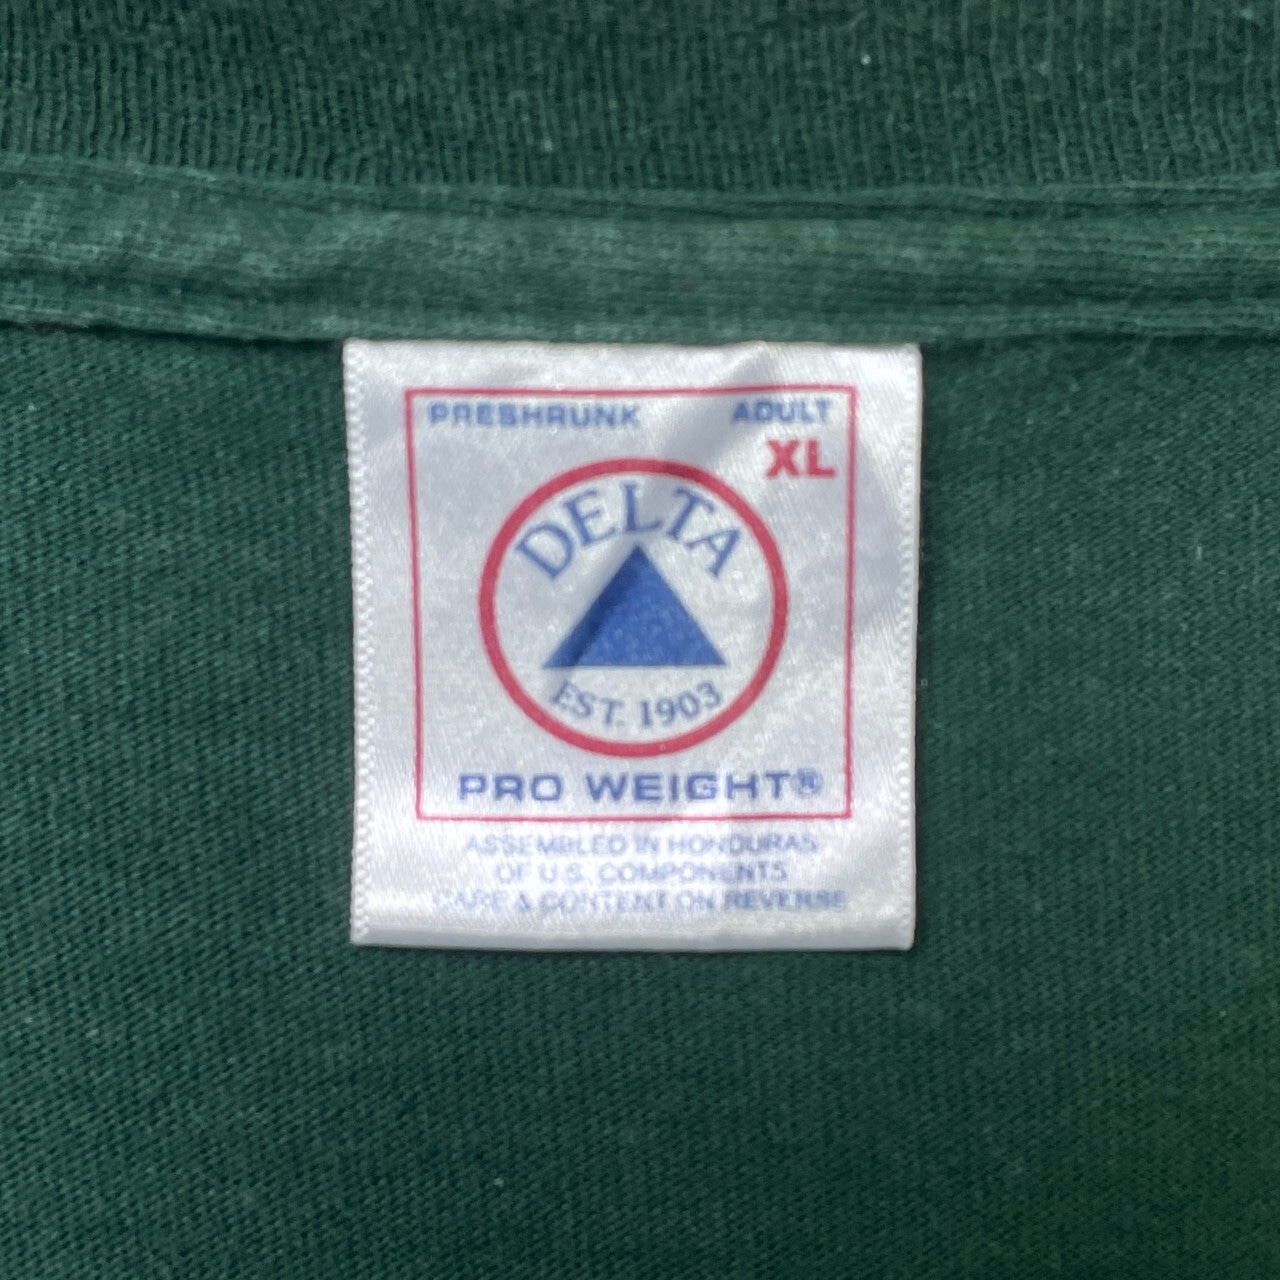 PRESHRUNK ADULT
XL
DELTA
EST. 1903
PRO WEIGHT®
ASSEMBLED IN HONDURAS
OF U.S. COMPONENTS
CARE & CONTENT ON REVERSE